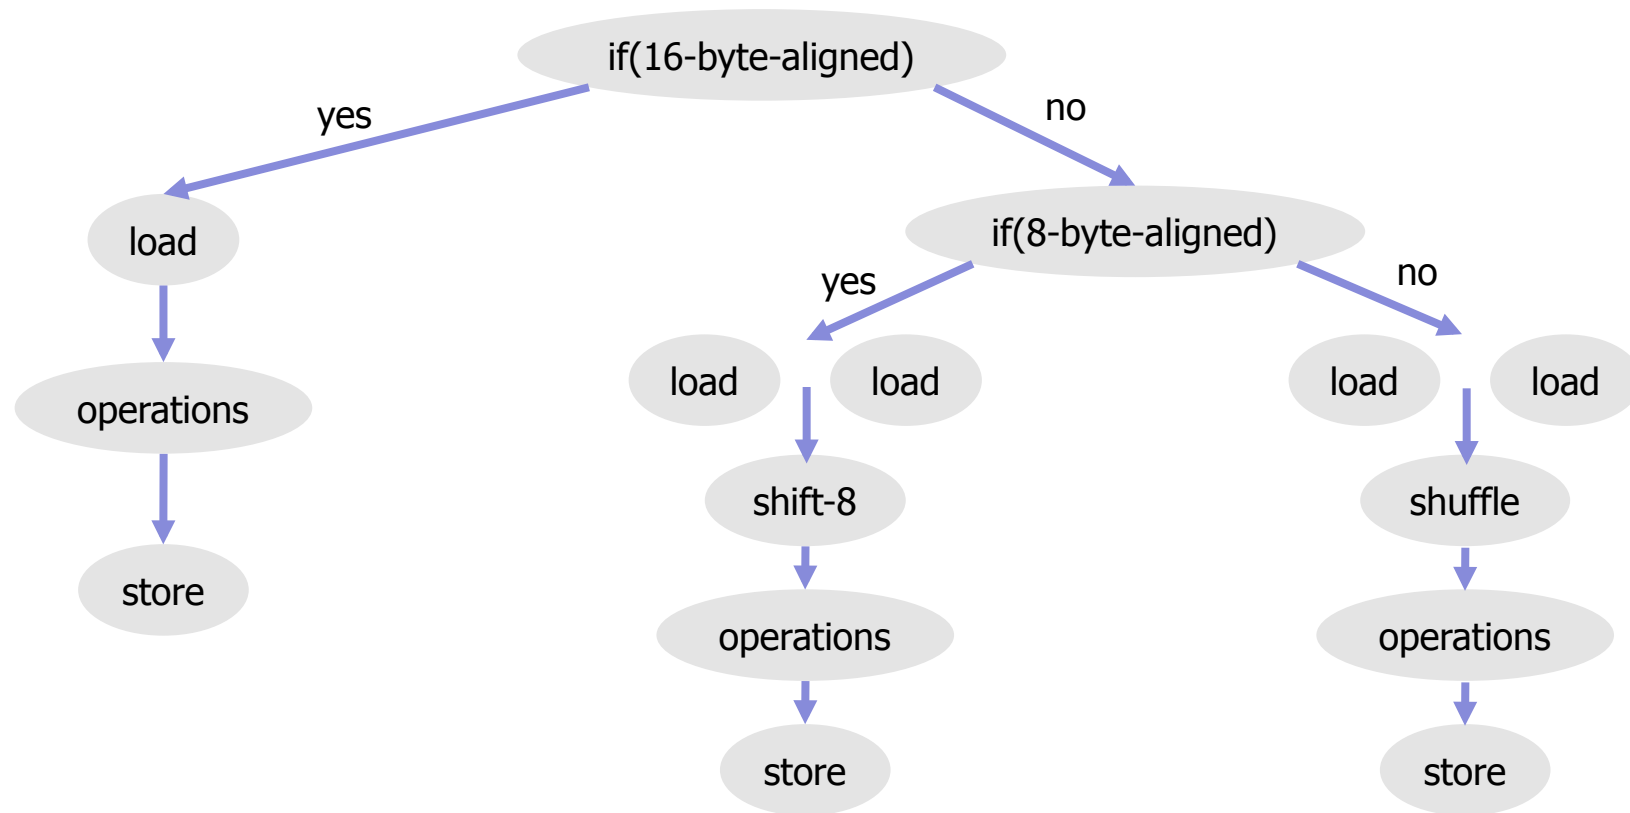 if(16-byte-aligned)
yes
no
load
if(8-byte-aligned)
yes
no
load
load
load
load
operations
shift-8
shuffle
store
operations
operations
store
store